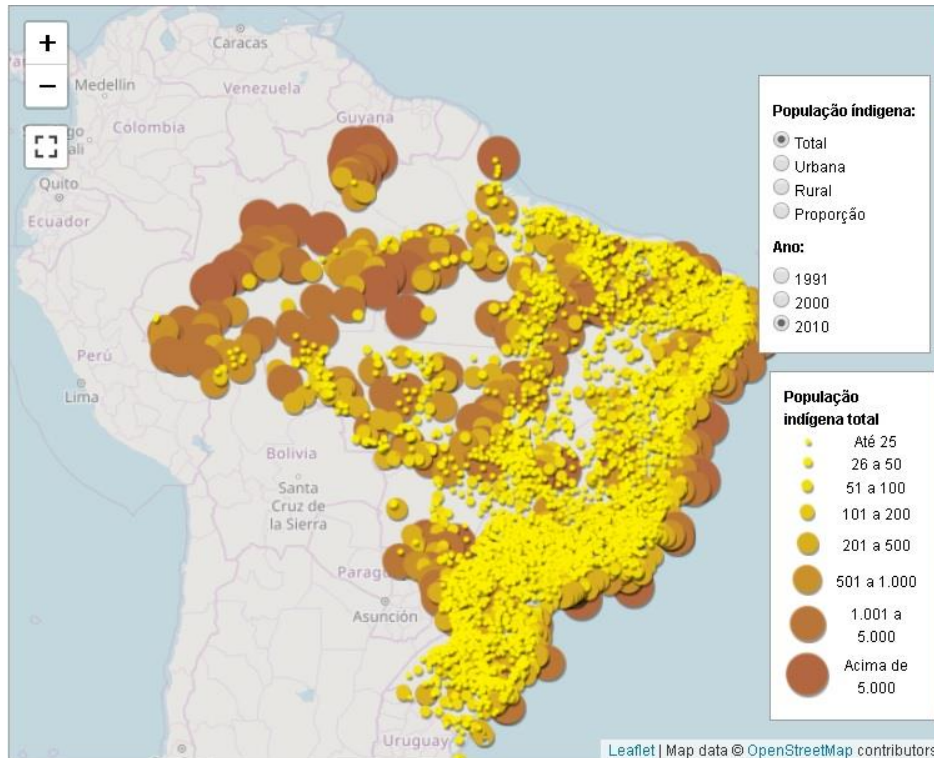 +
−
Caracas
Medellin
Venezuela
Guyana
Colombia
Quito
Ecuador
Perú
Lima
Bolivia
Santa
Cruz de
la Sierra
Asunción
Uruguay
População índigena:
Total
Urbana
Rural
Proporção
Ano:
1991
2000
2010
População
indígena total
Até 25
26 a 50
51 a 100
101 a 200
201 a 500
501 a 1.000
1.001 a
5.000
Acima de
5.000
Leaflet | Map data © OpenStreetMap contributors